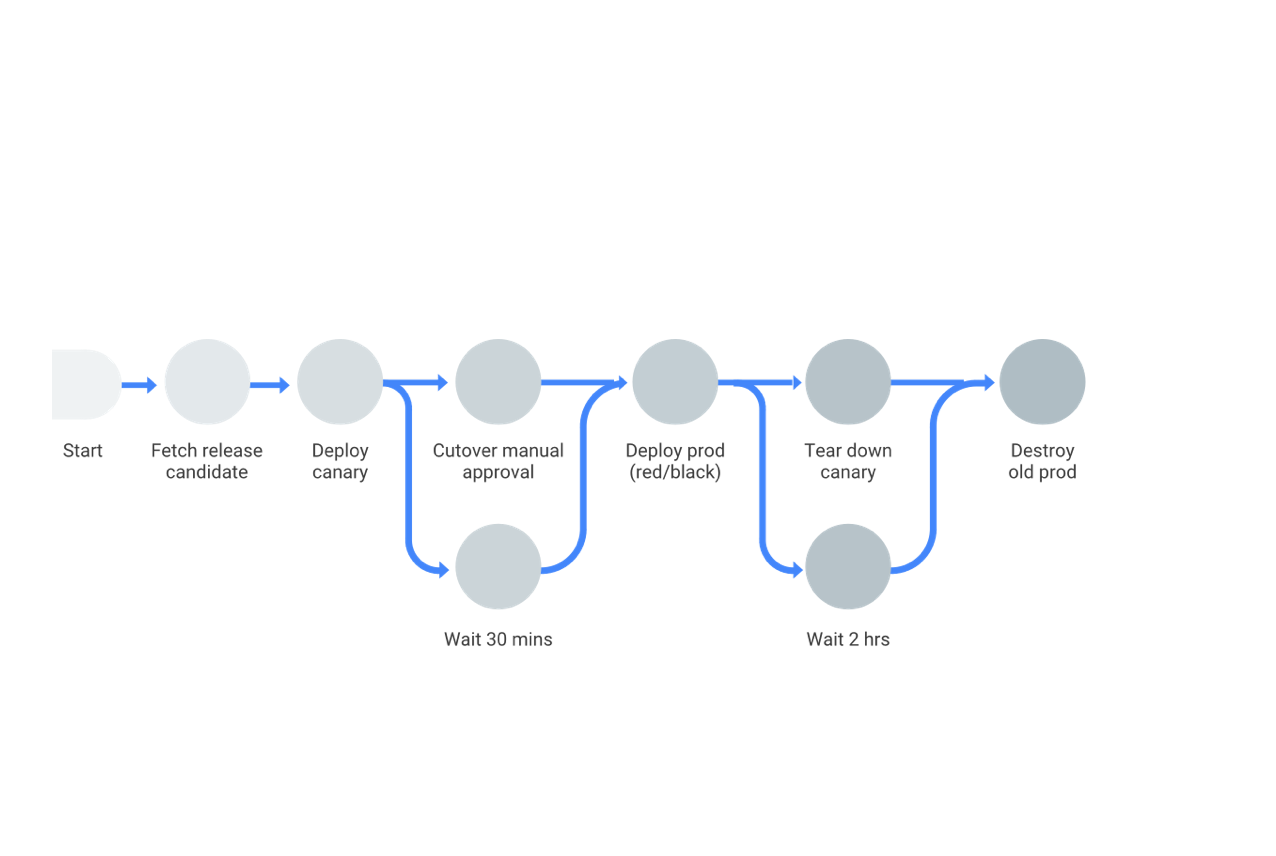 Start
Fetch release
candidate
Deploy
canary
Cutover manual
approval
Deploy prod
(red/black)
Tear down
canary
Destroy
old prod
Wait 30 mins
Wait 2 hrs